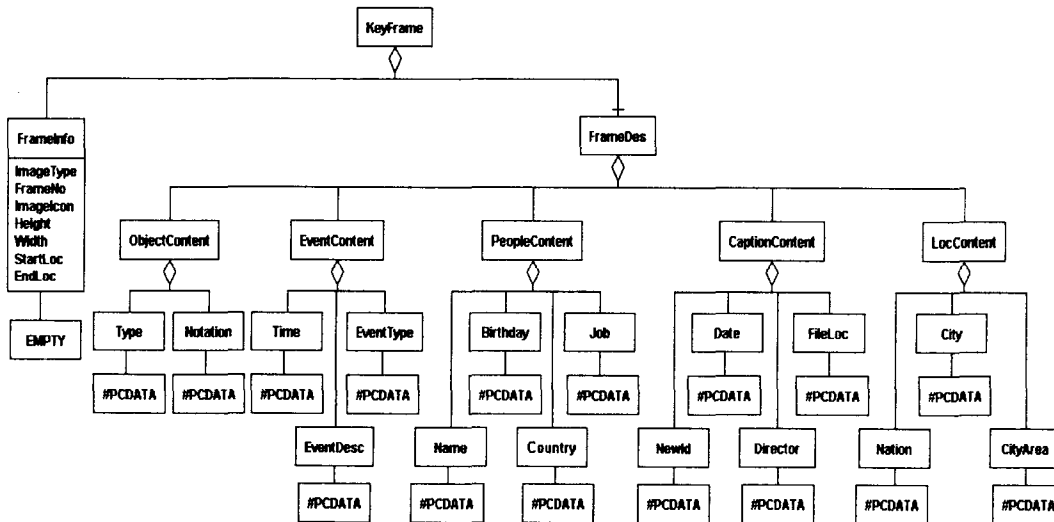 KeyFrame
FrameInfo
ImageType
FrameNo
ImageIcon
Height
Width
StartLoc
EndLoc
EMPTY
FrameDes
ObjectContent
EventContent
PeopleContent
CaptionContent
LocContent
Type
Notation
Time
EventType
Birthday
Job
Date
FileLoc
City
#PCDATA
#PCDATA
#PCDATA
#PCDATA
#PCDATA
#PCDATA
#PCDATA
#PCDATA
#PCDATA
EventDesc
Name
Country
NewId
Director
Nation
CityArea
#PCDATA
#PCDATA
#PCDATA
#PCDATA
#PCDATA
#PCDATA
#PCDATA